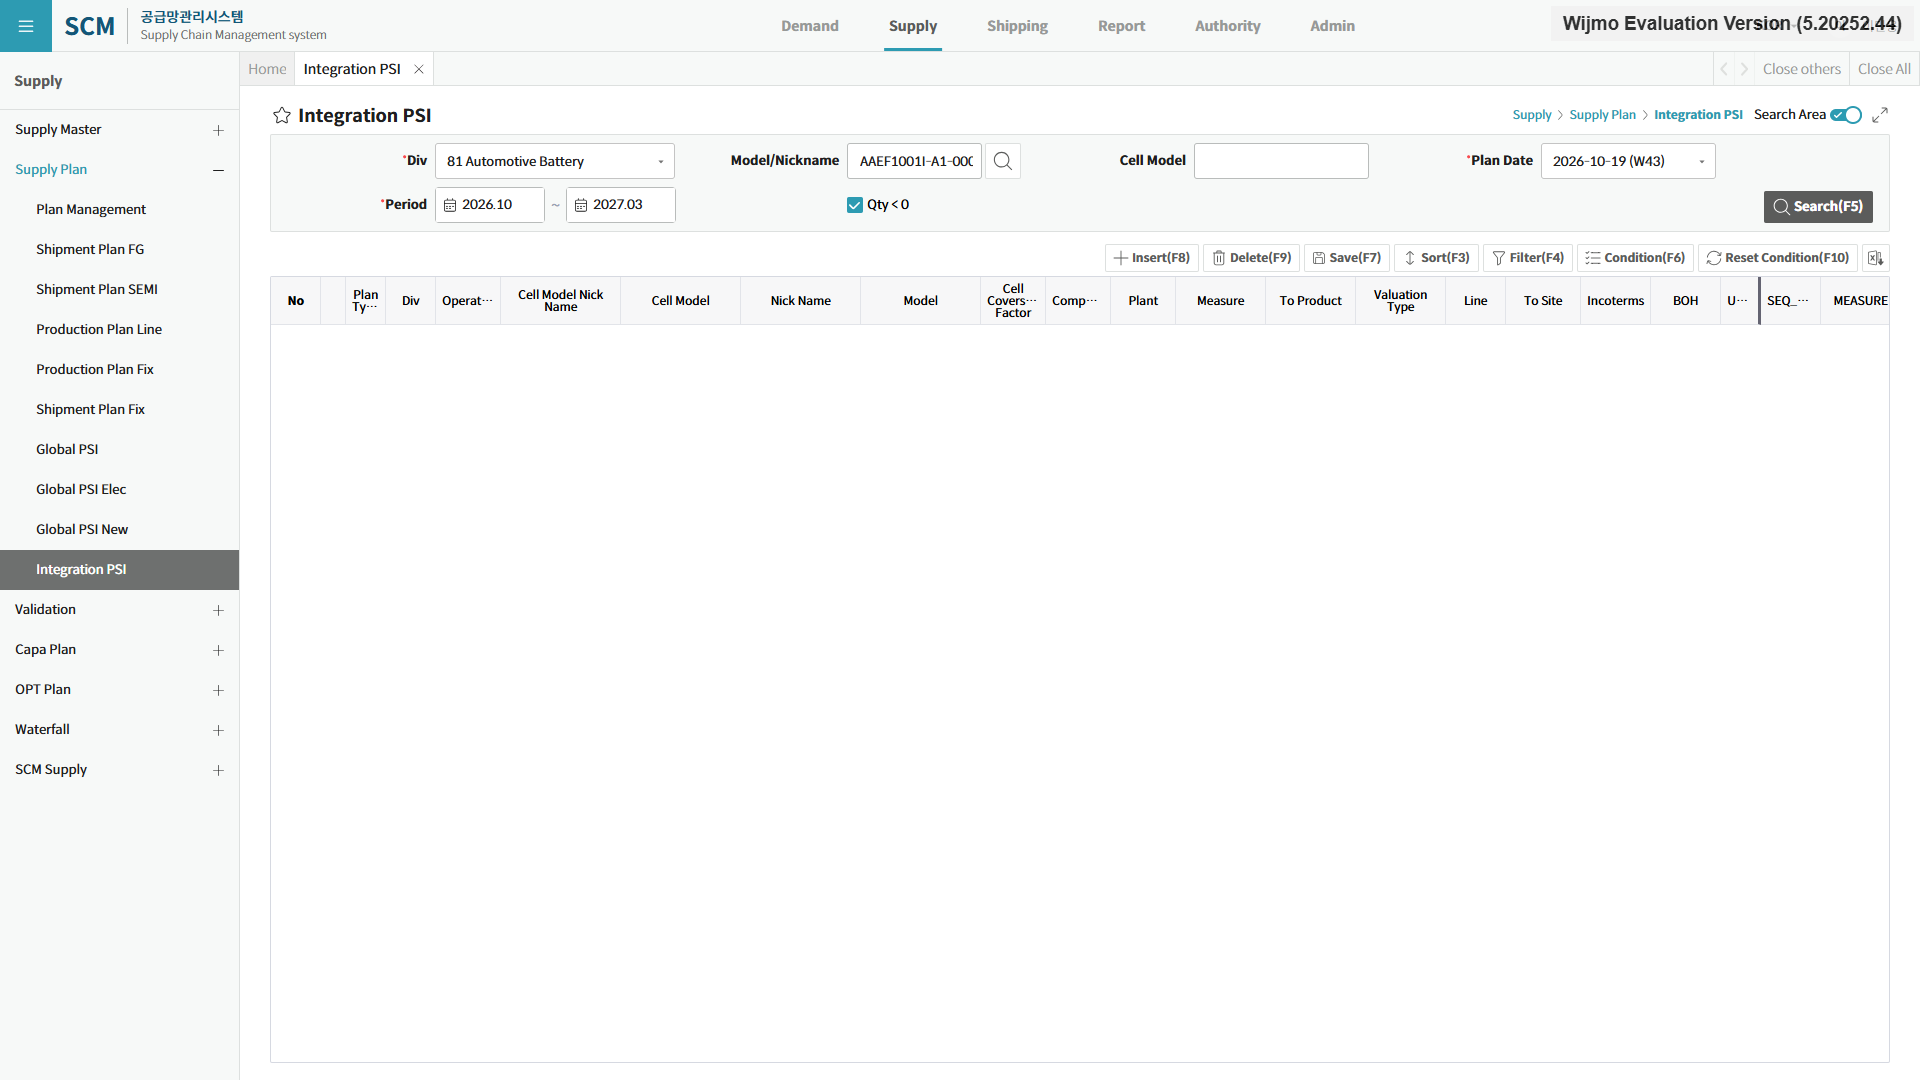 SCM
공급망관리시스템
Supply Chain Management system
Demand
Supply
Shipping
Report
Authority
Admin
Wijmo Evaluation Version (5.20252.44)
Supply
Home
Integration PSI
Close others
Close All
Supply Master
Supply Plan
Plan Management
Shipment Plan FG
Shipment Plan SEMI
Production Plan Line
Production Plan Fix
Shipment Plan Fix
Global PSI
Global PSI Elec
Global PSI New
Integration PSI
Validation
Capa Plan
OPT Plan
Waterfall
SCM Supply
Integration PSI
Supply > Supply Plan > Integration PSI
Search Area
*Div
81 Automotive Battery
Model/Nickname
AAEF1001I-A1-000
Cell Model
*Plan Date
2026-10-19 (W43)
*Period
2026.10
~
2027.03
Qty < 0
Search(F5)
Insert(F8)
Delete(F9)
Save(F7)
Sort(F3)
Filter(F4)
Condition(F6)
Reset Condition(F10)
No
Plan Ty···
Div
Operat···
Cell Model Nick Name
Cell Model
Nick Name
Model
Cell Covers··· Factor
Comp···
Plant
Measure
To Product
Valuation Type
Line
To Site
Incoterms
BOH
U···
SEQ_···
MEASURE